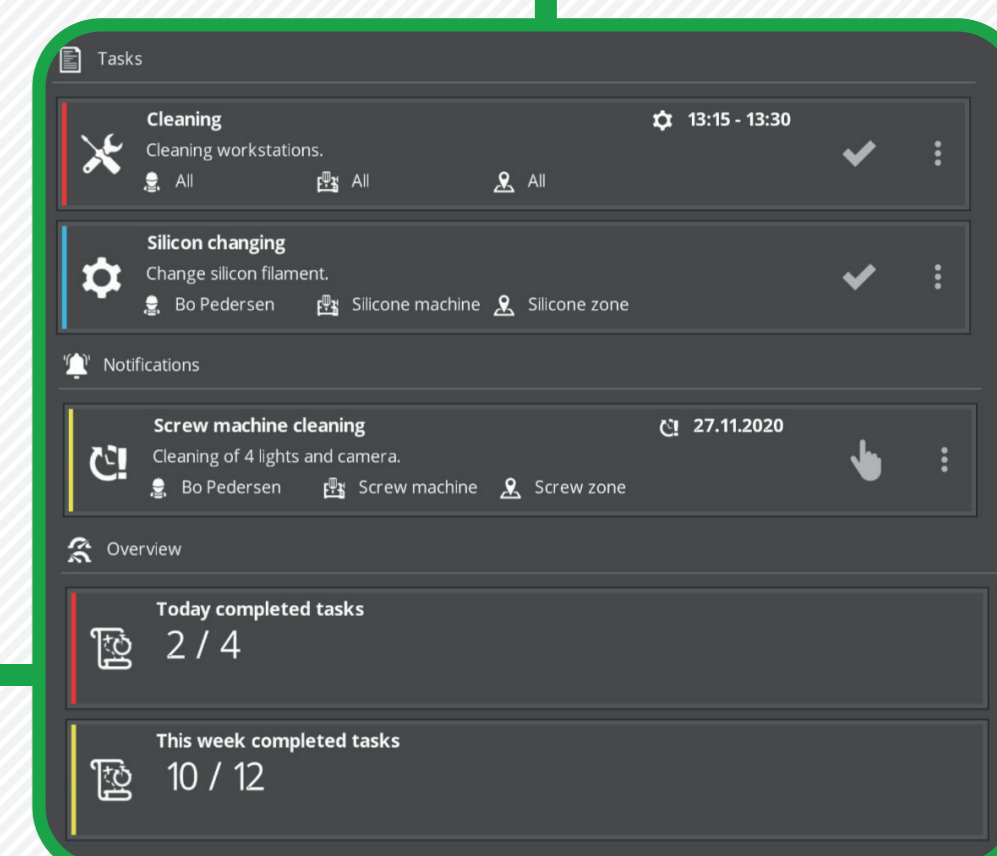 Tasks
Cleaning 13:15 - 13:30
Cleaning workstations.
All All All
Silicon changing
Change silicon filament.
Bo Pedersen Silicone machine Silicone zone
Notifications
Screw machine cleaning 27.11.2020
Cleaning of 4 lights and camera.
Bo Pedersen Screw machine Screw zone
Overview
Today completed tasks
2 / 4
This week completed tasks
10 / 12